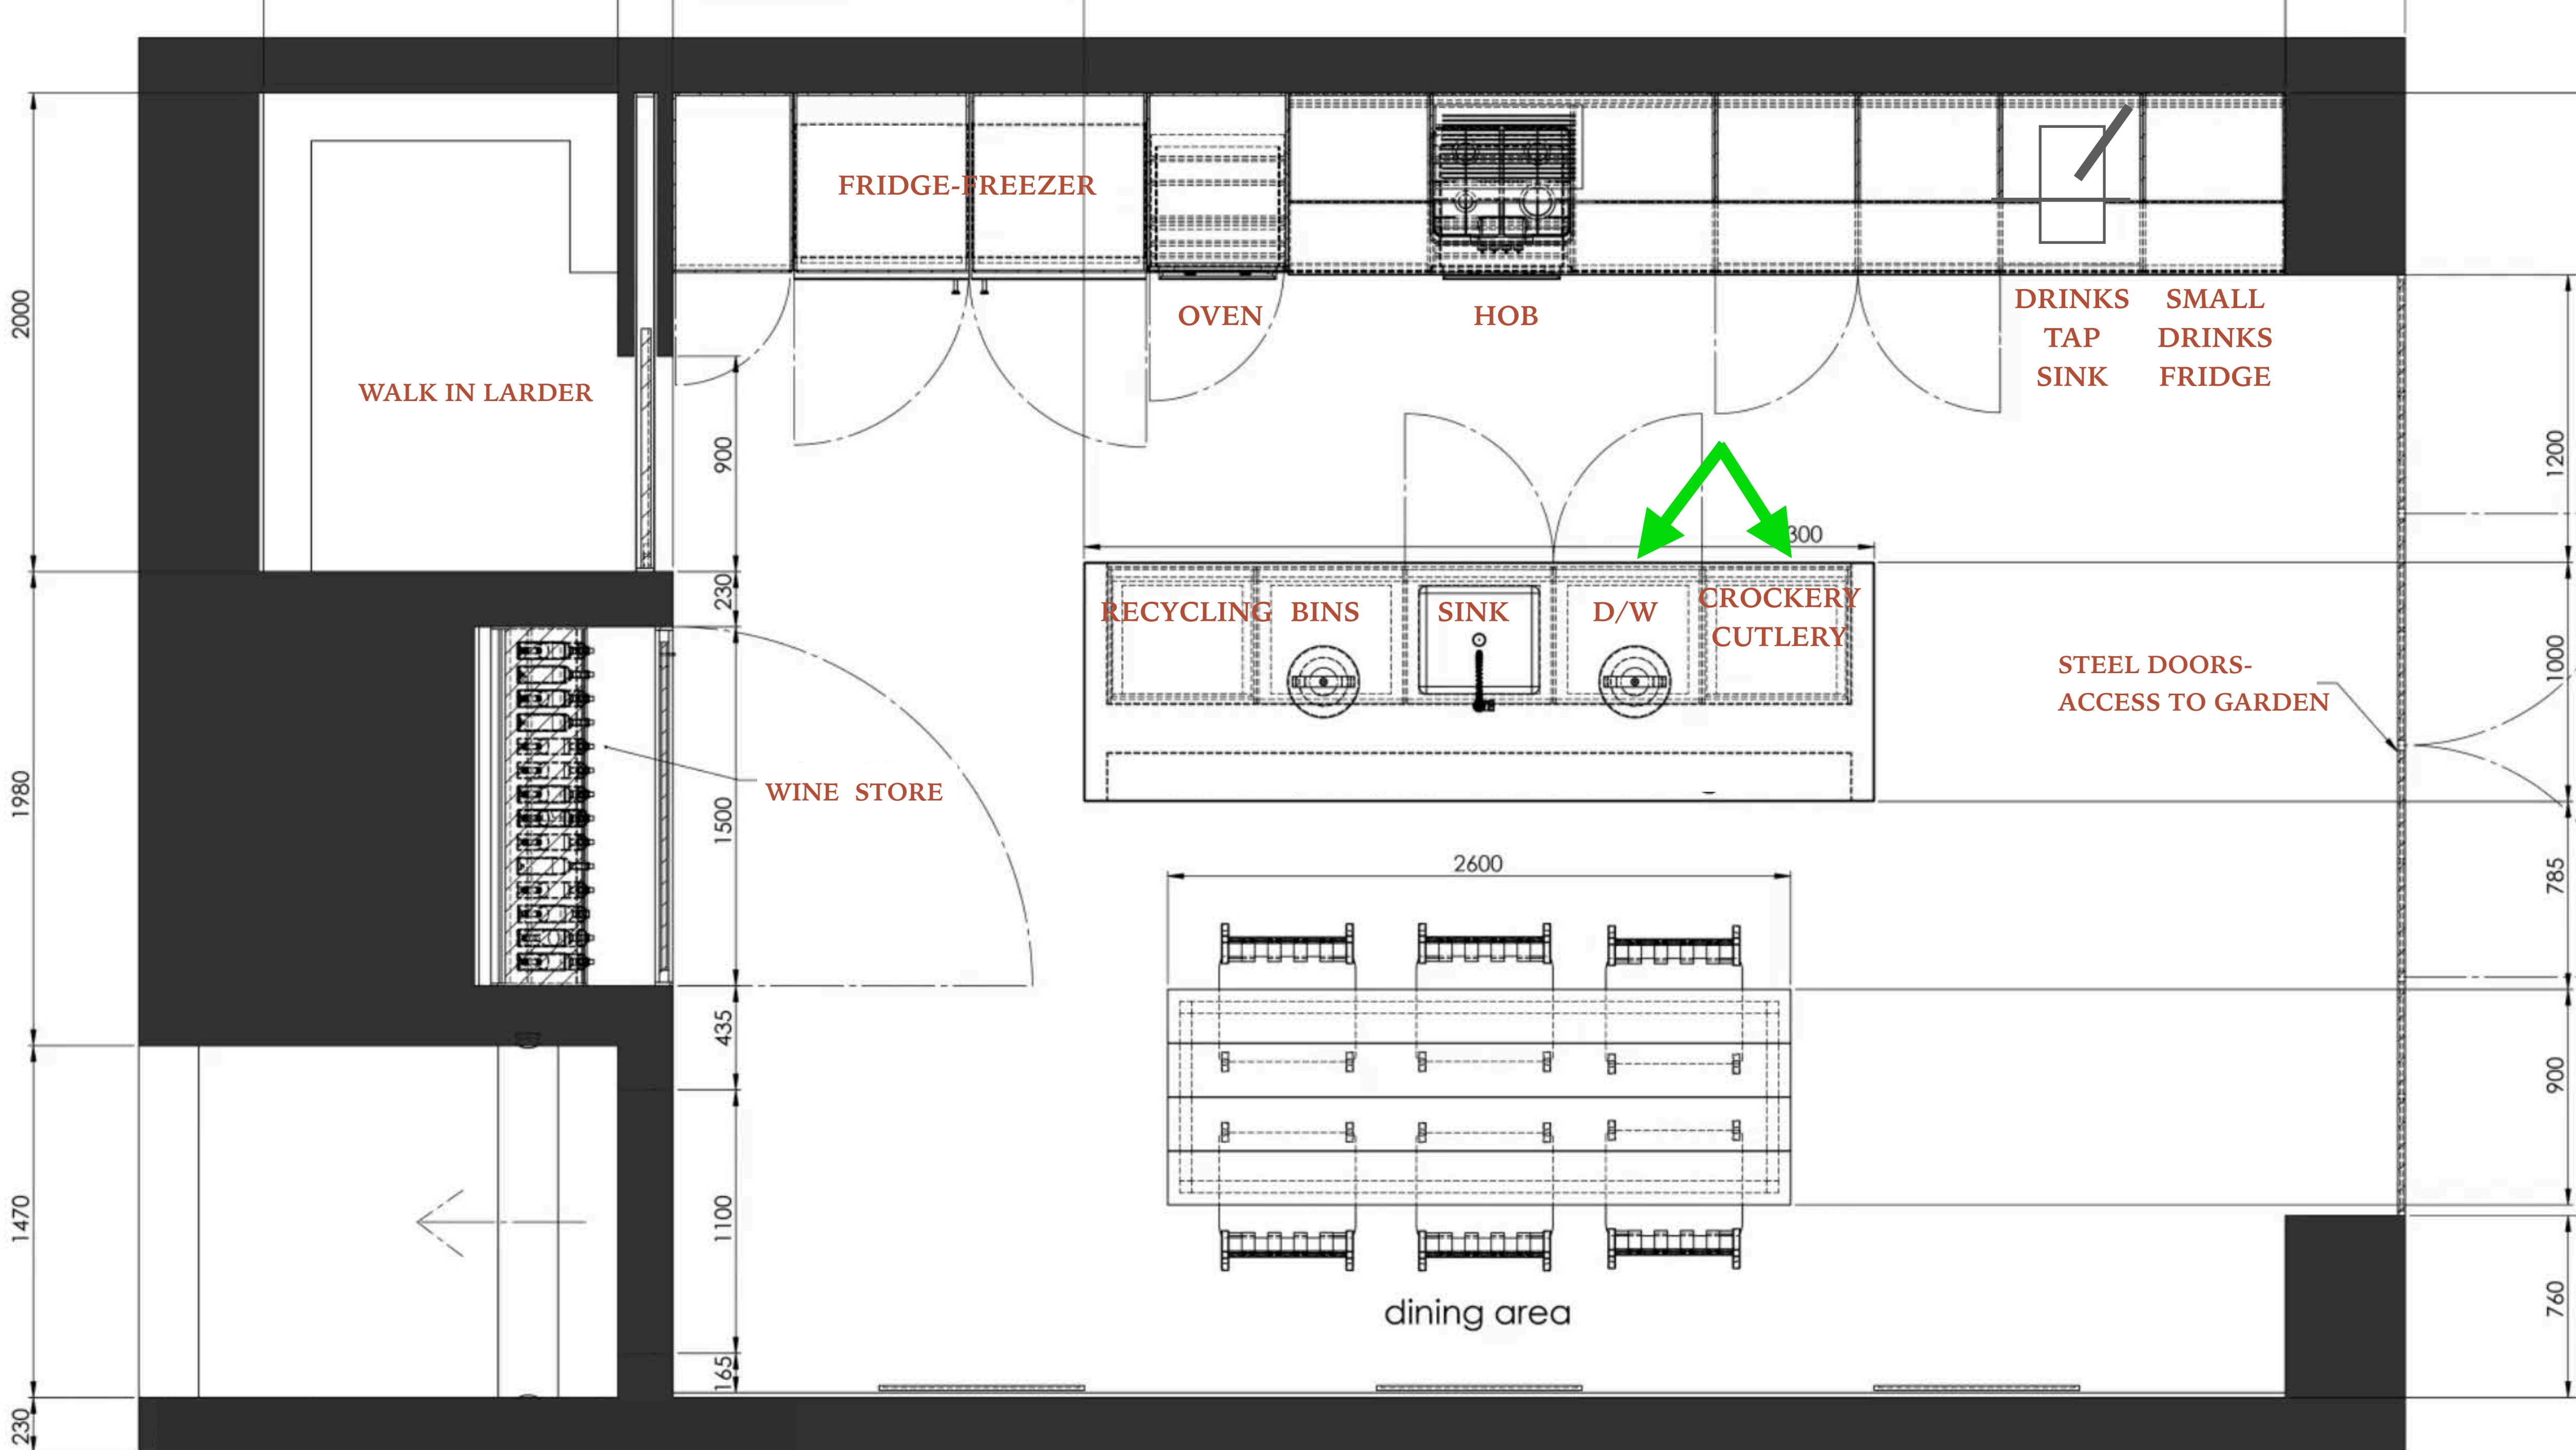 FRIDGE-FREEZER
OVEN
HOB
DRINKS
TAP
SINK
SMALL
DRINKS
FRIDGE
WALK IN LARDER
2000
900
1200
300
RECYCLING
BINS
SINK
D/W
CROCKERY
CUTLERY
230
1000
STEEL DOORS-
ACCESS TO GARDEN
WINE STORE
1980
1500
2600
785
435
900
1470
1100
dining area
760
165
230